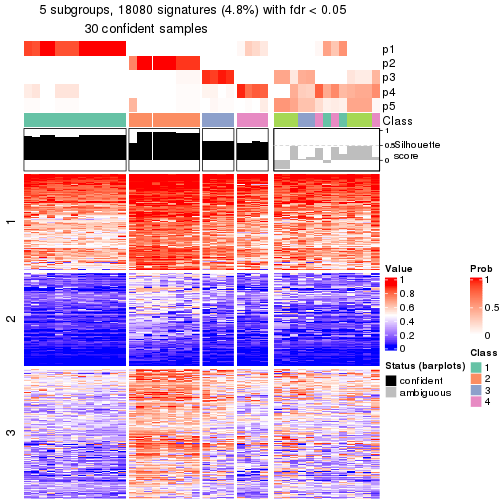 5 subgroups, 18080 signatures (4.8%) with fdr < 0.05
30 confident samples
p1
p2
p3
p4
p5
Class
1
0.5
0
Silhouette
score
1
2
3
Value
1
0.8
0.6
0.4
0.2
0
Prob
1
0.5
0
Status (barplots)
confident
ambiguous
Class
1
2
3
4